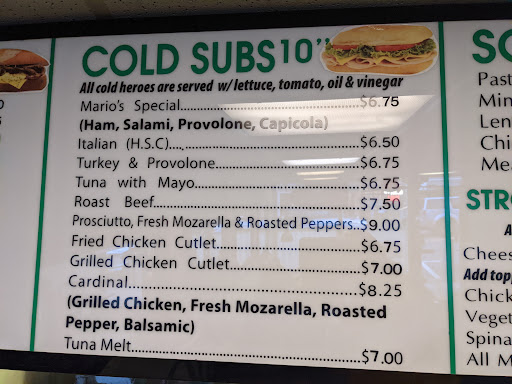 COLD SUBS 10"
All cold heroes are served w/lettuce, tomato, oil & vinegar
Mario's Special......$6.75
(Ham, Salami, Provolone, Capicola)
Italian (H.S.C)......$6.50
Turkey & Provolone......$6.75
Tuna with Mayo......$6.75
Roast Beef......$7.50
Prosciutto, Fresh Mozarella & Roasted Peppers..$9.00
Fried Chicken Cutlet......$6.75
Grilled Chicken Cutlet......$7.00
Cardinal......$8.25
(Grilled Chicken, Fresh Mozarella, Roasted
Pepper, Balsamic)
Tuna Melt......$7.00
SO
Past
Min
Len
Chi
Mea
STR
A
Chees
Add top
Chick
Veget
Spina
All M